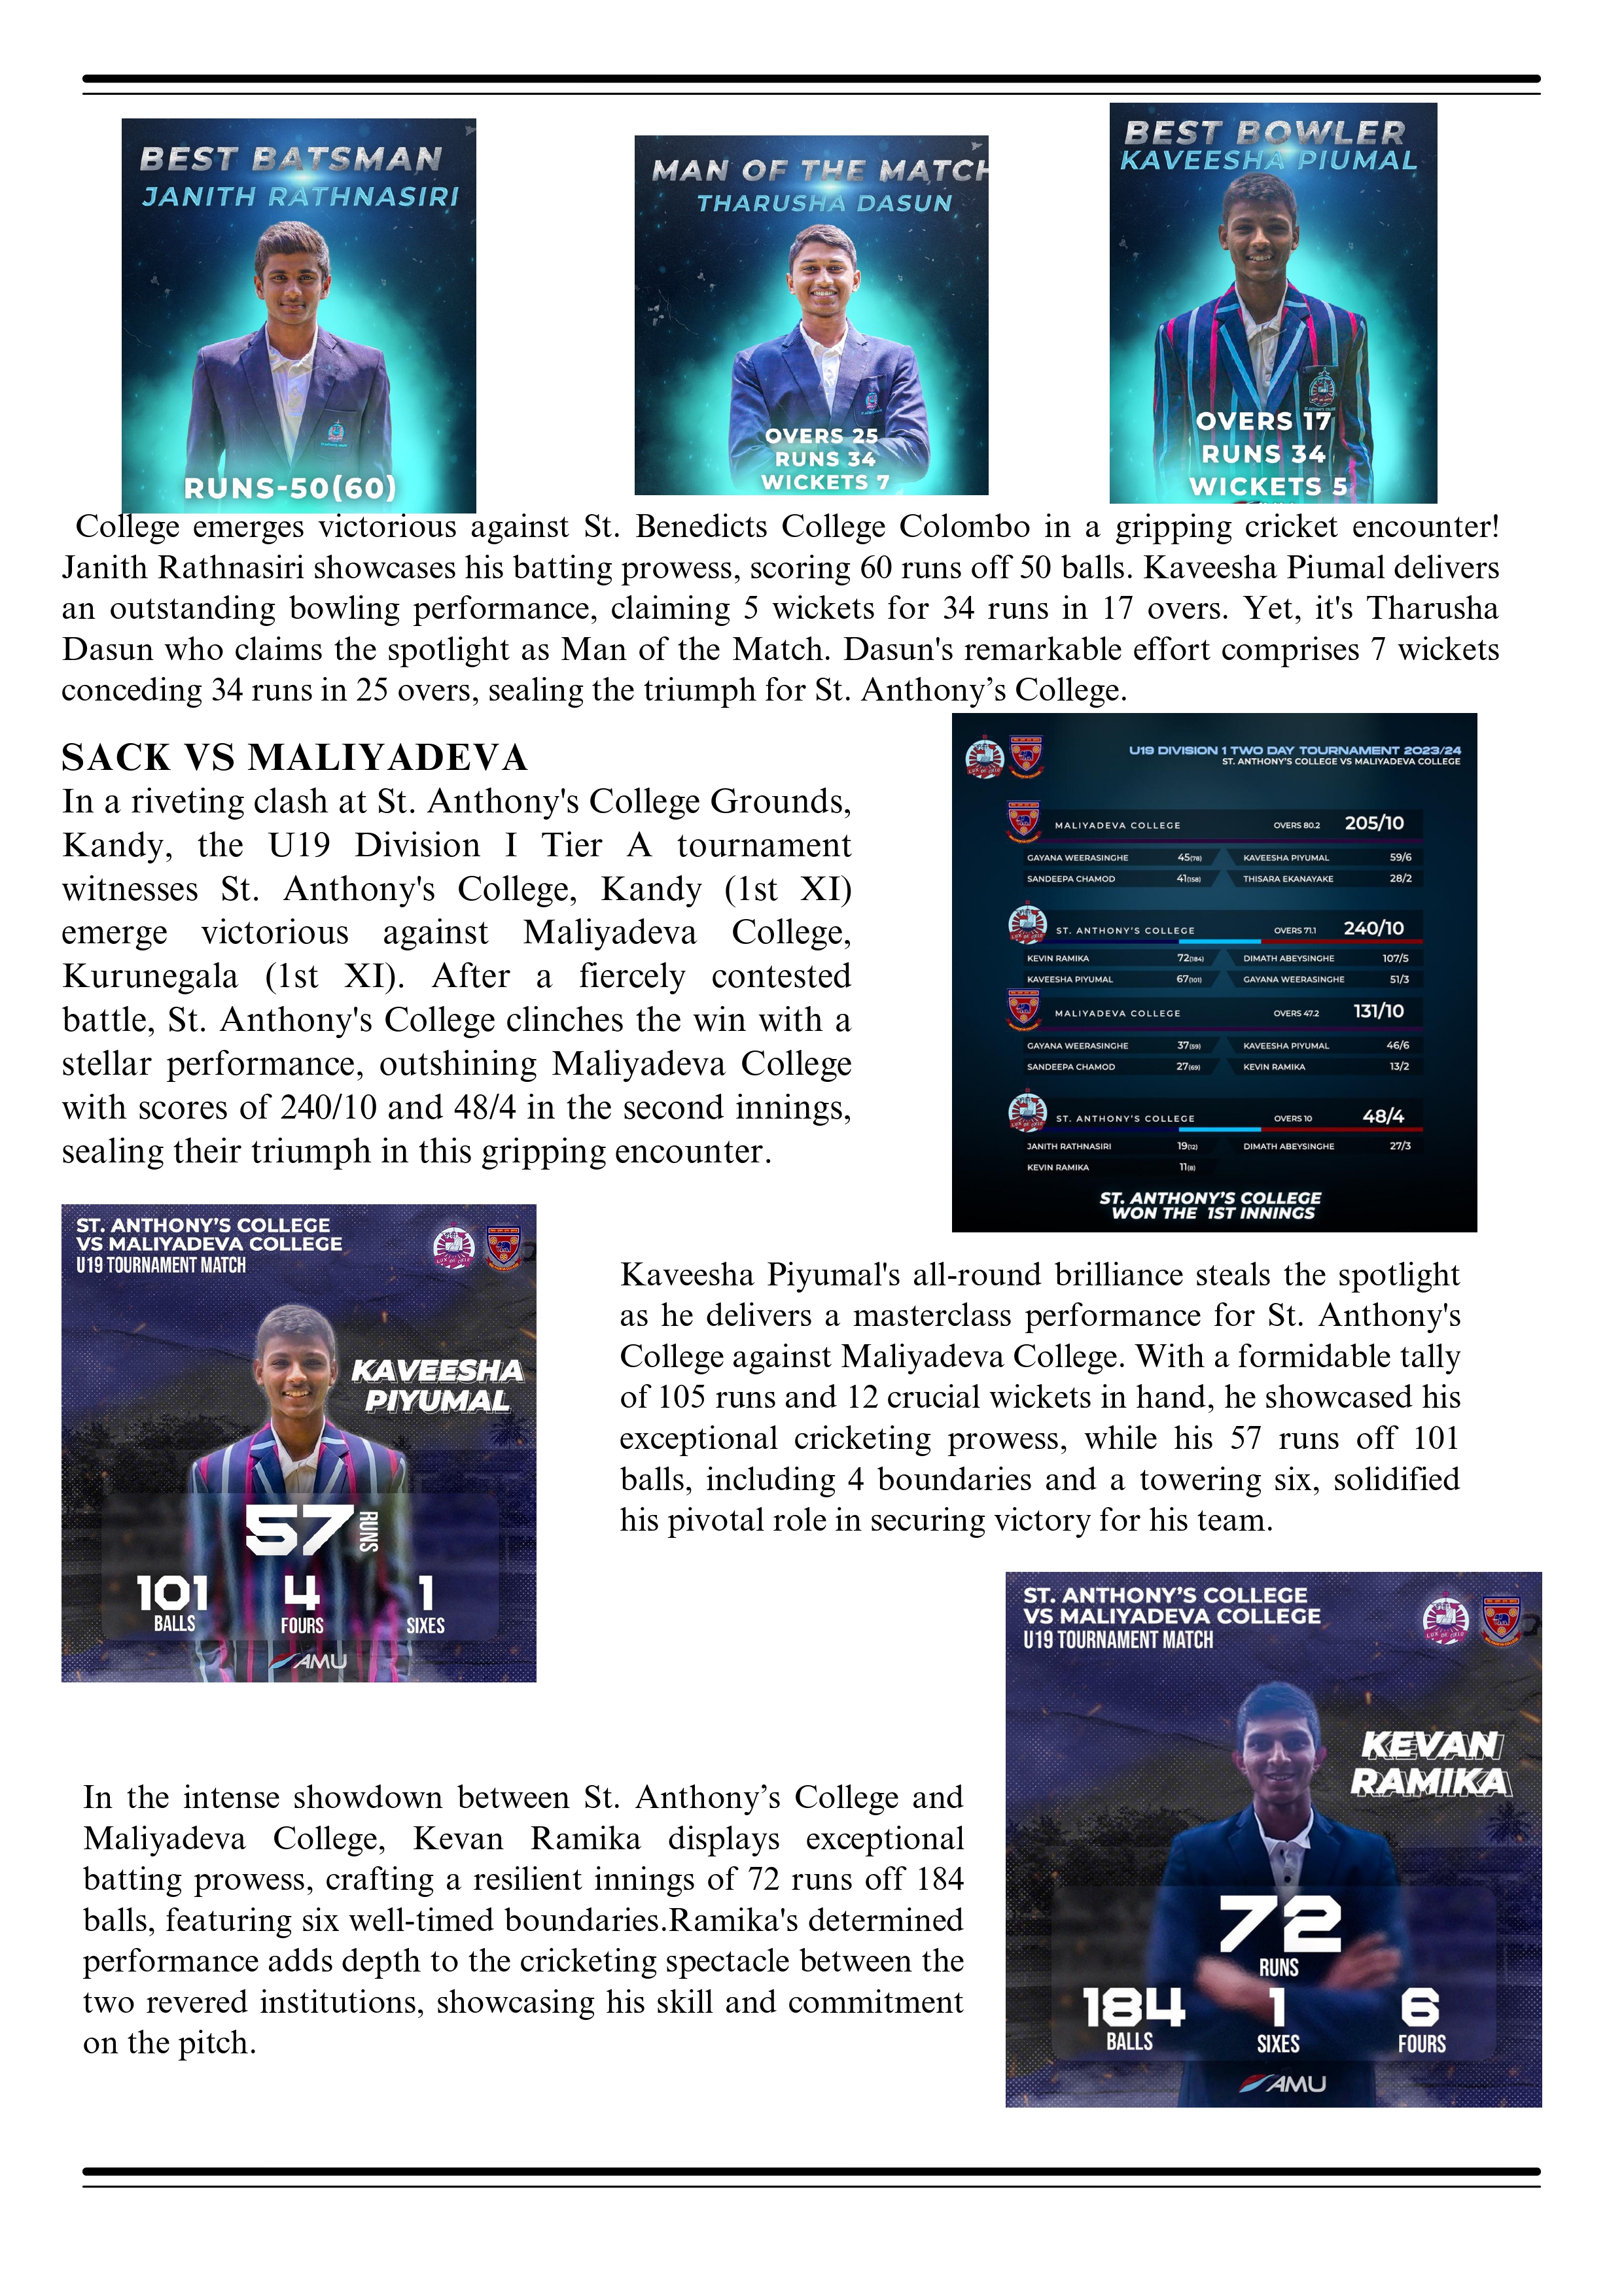 BEST BATSMAN
JANITH RATHNASIRI
RUNS-50(60)
MAN OF THE MATCH
THARUSHA DASUN
OVERS 25
RUNS 34
WICKETS 7
BEST BOWLER
KAVEESHA PIUMAL
OVERS 17
RUNS 34
WICKETS 5
College emerges victorious against St. Benedicts College Colombo in a gripping cricket encounter!
Janith Rathnasiri showcases his batting prowess, scoring 60 runs off 50 balls. Kaveesha Piumal delivers
an outstanding bowling performance, claiming 5 wickets for 34 runs in 17 overs. Yet, it's Tharusha
Dasun who claims the spotlight as Man of the Match. Dasun's remarkable effort comprises 7 wickets
conceding 34 runs in 25 overs, sealing the triumph for St. Anthony’s College.
SACK VS MALIYADEVA
In a riveting clash at St. Anthony's College Grounds,
Kandy, the U19 Division I Tier A tournament
witnesses St. Anthony's College, Kandy (1st XI)
emerge victorious against Maliyadeva College,
Kurunegala (1st XI). After a fiercely contested
battle, St. Anthony's College clinches the win with a
stellar performance, outshining Maliyadeva College
with scores of 240/10 and 48/4 in the second innings,
sealing their triumph in this gripping encounter.
U19 DIVISION 1 TWO DAY TOURNAMENT 2023/24
ST. ANTHONY'S COLLEGE VS MALIYADEVA COLLEGE
MALIYADEVA COLLEGE OVERS 80.2 205/10
GAYANA WEERASINGHE 45(78) KAVEESHA PIYUMAL 59/6
SANDEEPA CHAMOD 41(158) THISARA EKANAYAKE 28/2
ST. ANTHONY'S COLLEGE OVERS 71.1 240/10
KEVIN RAMIKA 72(184) DIMATH ABEYSINGHE 107/5
KAVEESHA PIYUMAL 67(101) GAYANA WEERASINGHE 51/3
MALIYADEVA COLLEGE OVERS 47.2 131/10
GAYANA WEERASINGHE 37(59) KAVEESHA PIYUMAL 46/6
SANDEEPA CHAMOD 27(69) KEVIN RAMIKA 13/2
ST. ANTHONY'S COLLEGE OVERS 10 48/4
JANITH RATHNASIRI 19(12) DIMATH ABEYSINGHE 27/3
KEVIN RAMIKA 11(8)
ST. ANTHONY'S COLLEGE
WON THE 1ST INNINGS
ST. ANTHONY'S COLLEGE
VS MALIYADEVA COLLEGE
U19 TOURNAMENT MATCH
KAVEESHA
PIYUMAL
57 RUNS
101 4 1
BALLS FOURS SIXES
AMU
Kaveesha Piyumal's all-round brilliance steals the spotlight
as he delivers a masterclass performance for St. Anthony's
College against Maliyadeva College. With a formidable tally
of 105 runs and 12 crucial wickets in hand, he showcased his
exceptional cricketing prowess, while his 57 runs off 101
balls, including 4 boundaries and a towering six, solidified
his pivotal role in securing victory for his team.
In the intense showdown between St. Anthony’s College and
Maliyadeva College, Kevan Ramika displays exceptional
batting prowess, crafting a resilient innings of 72 runs off 184
balls, featuring six well-timed boundaries.Ramika's determined
performance adds depth to the cricketing spectacle between the
two revered institutions, showcasing his skill and commitment
on the pitch.
ST. ANTHONY'S COLLEGE
VS MALIYADEVA COLLEGE
U19 TOURNAMENT MATCH
KEVAN
RAMIKA
72
RUNS
184 1 6
BALLS SIXES FOURS
AMU